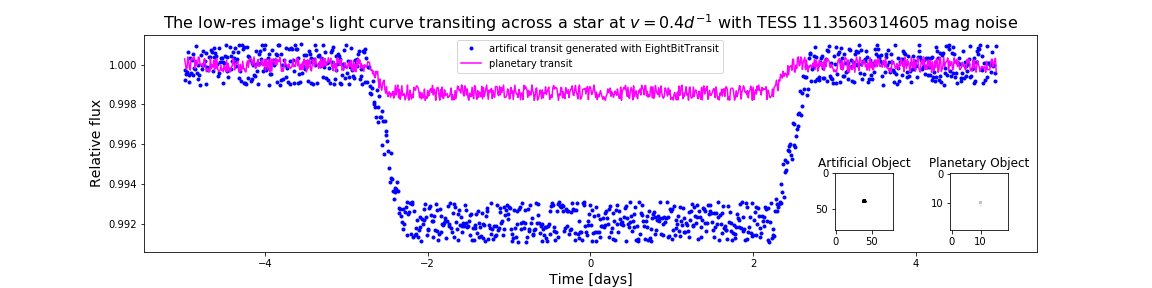 The low-res image's light curve transiting across a star at v = 0.4d⁻¹ with TESS 11.3560314605 mag noise
artifical transit generated with EightBitTransit
planetary transit
Relative flux
1.000
0.998
0.996
0.994
0.992
Artificial Object
0
50
0 50
Planetary Object
0
10
0 10
−4 −2 0 2 4
Time [days]